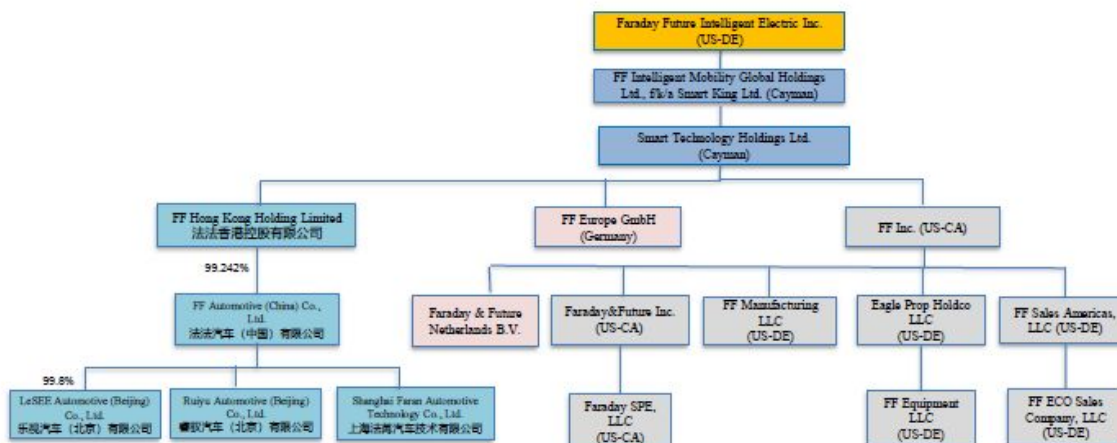 Faraday Future Intelligent Electric Inc.
(US-DE)
FF Intelligent Mobility Global Holdings
Ltd., f/k/a Smart King Ltd. (Cayman)
Smart Technology Holdings Ltd.
(Cayman)
FF Hong Kong Holding Limited
法法香港控股有限公司
FF Europe GmbH
(Germany)
FF Inc. (US-CA)
99.242%
FF Automotive (China) Co.,
Ltd.
法法汽车（中国）有限公司
Faraday & Future
Netherlands B.V.
Faraday&Future Inc.
(US-CA)
FF Manufacturing
LLC
(US-DE)
Eagle Prop Holdco
LLC
(US-DE)
FF Sales Americas,
LLC (US-DE)
99.8%
LeSEE Automotive (Beijing)
Co., Ltd.
乐视汽车（北京）有限公司
Ruiyu Automotive (Beijing)
Co., Ltd.
睿驭汽车（北京）有限公司
Shanghai Faran Automotive
Technology Co., Ltd.
上海法苒汽车技术有限公司
Faraday SPE,
LLC
(US-CA)
FF Equipment
LLC
(US-DE)
FF ECO Sales
Company, LLC
(US-DE)